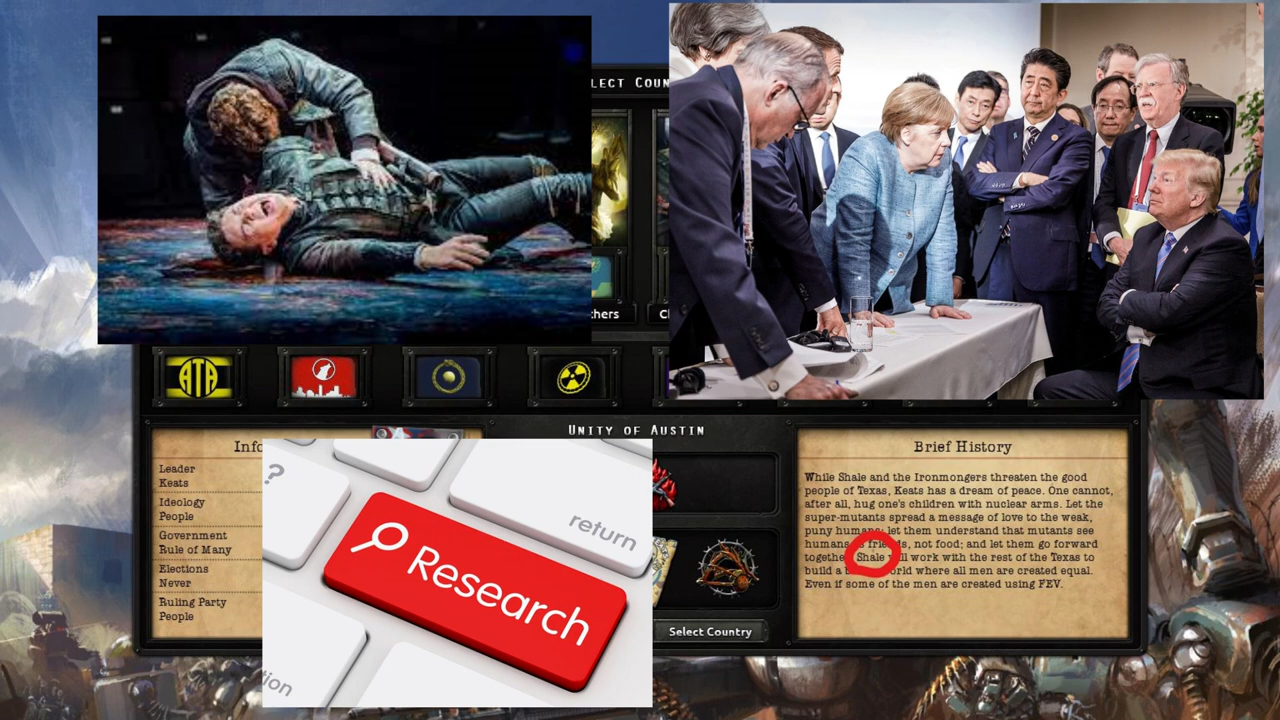 LECT COUN
thers
ATA
UNITY OF AUSTIN
Info
Leader
Keats
Ideology
People
Government
Rule of Many
Elections
Never
Ruling Party
People
?
return
Research
tion
Select Country
Brief History
While Shale and the Ironmongers threaten the good
people of Texas, Keats has a dream of peace. One cannot,
after all, hug one's children with nuclear arms. Let the
super-mutants spread a message of love to the weak,
puny humans; let them understand that mutants see
humans as friends, not food; and let them go forward
together. Shale will work with the rest of the Texas to
build a world where all men are created equal.
Even if some of the men are created using FEV.